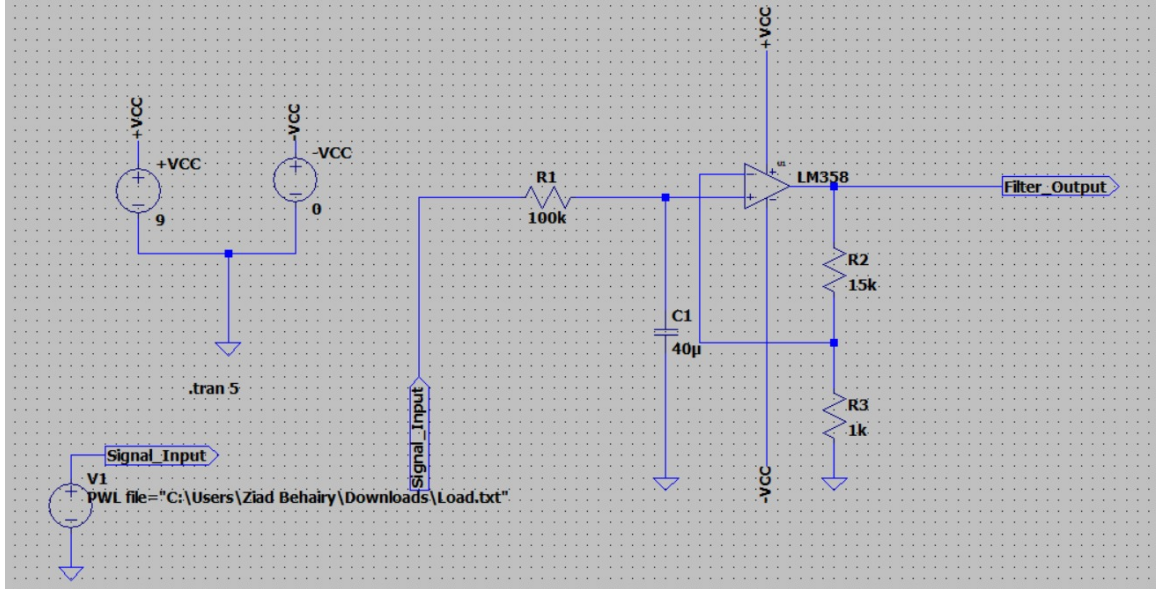 +VCC
+VCC
-VCC
+VCC
-VCC
9
0
R1
100k
LM358
Filter_Output
R2
15k
C1
40µ
R3
1k
.tran 5
Signal_Input
Signal_Input
V1
PWL file="C:\Users\Ziad Behairy\Downloads\Load.txt"
-VCC